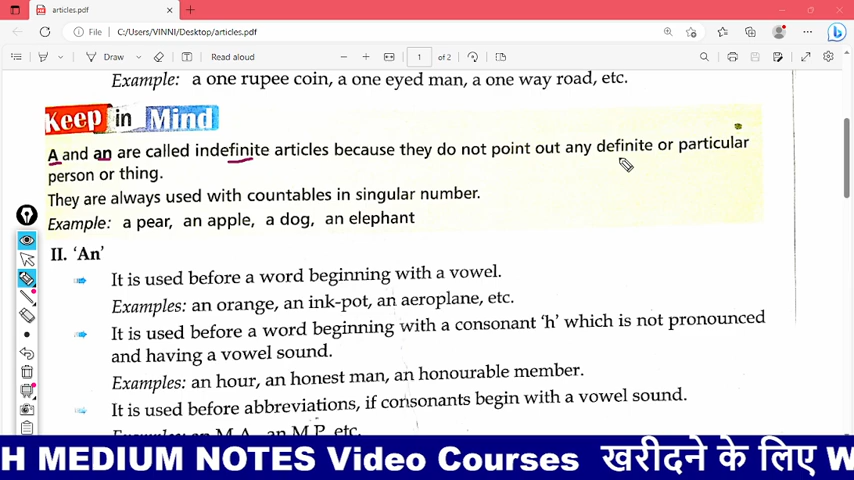 articles.pdf
File
C:/Users/VINNI/Desktop/articles.pdf
Draw
Read aloud
1
of 2
Example: a one rupee coin, a one eyed man, a one way road, etc.
Keep in Mind
A and an are called indefinite articles because they do not point out any definite or particular
person or thing.
They are always used with countables in singular number.
Example: a pear, an apple, a dog, an elephant
II. 'An'
It is used before a word beginning with a vowel.
Examples: an orange, an ink-pot, an aeroplane, etc.
It is used before a word beginning with a consonant 'h' which is not pronounced
and having a vowel sound.
Examples: an hour, an honest man, an honourable member.
It is used before abbreviations, if consonants begin with a vowel sound.
Examples: an M.A., an M.P. etc.
H MEDIUM NOTES Video Courses खरीदने के लिए W